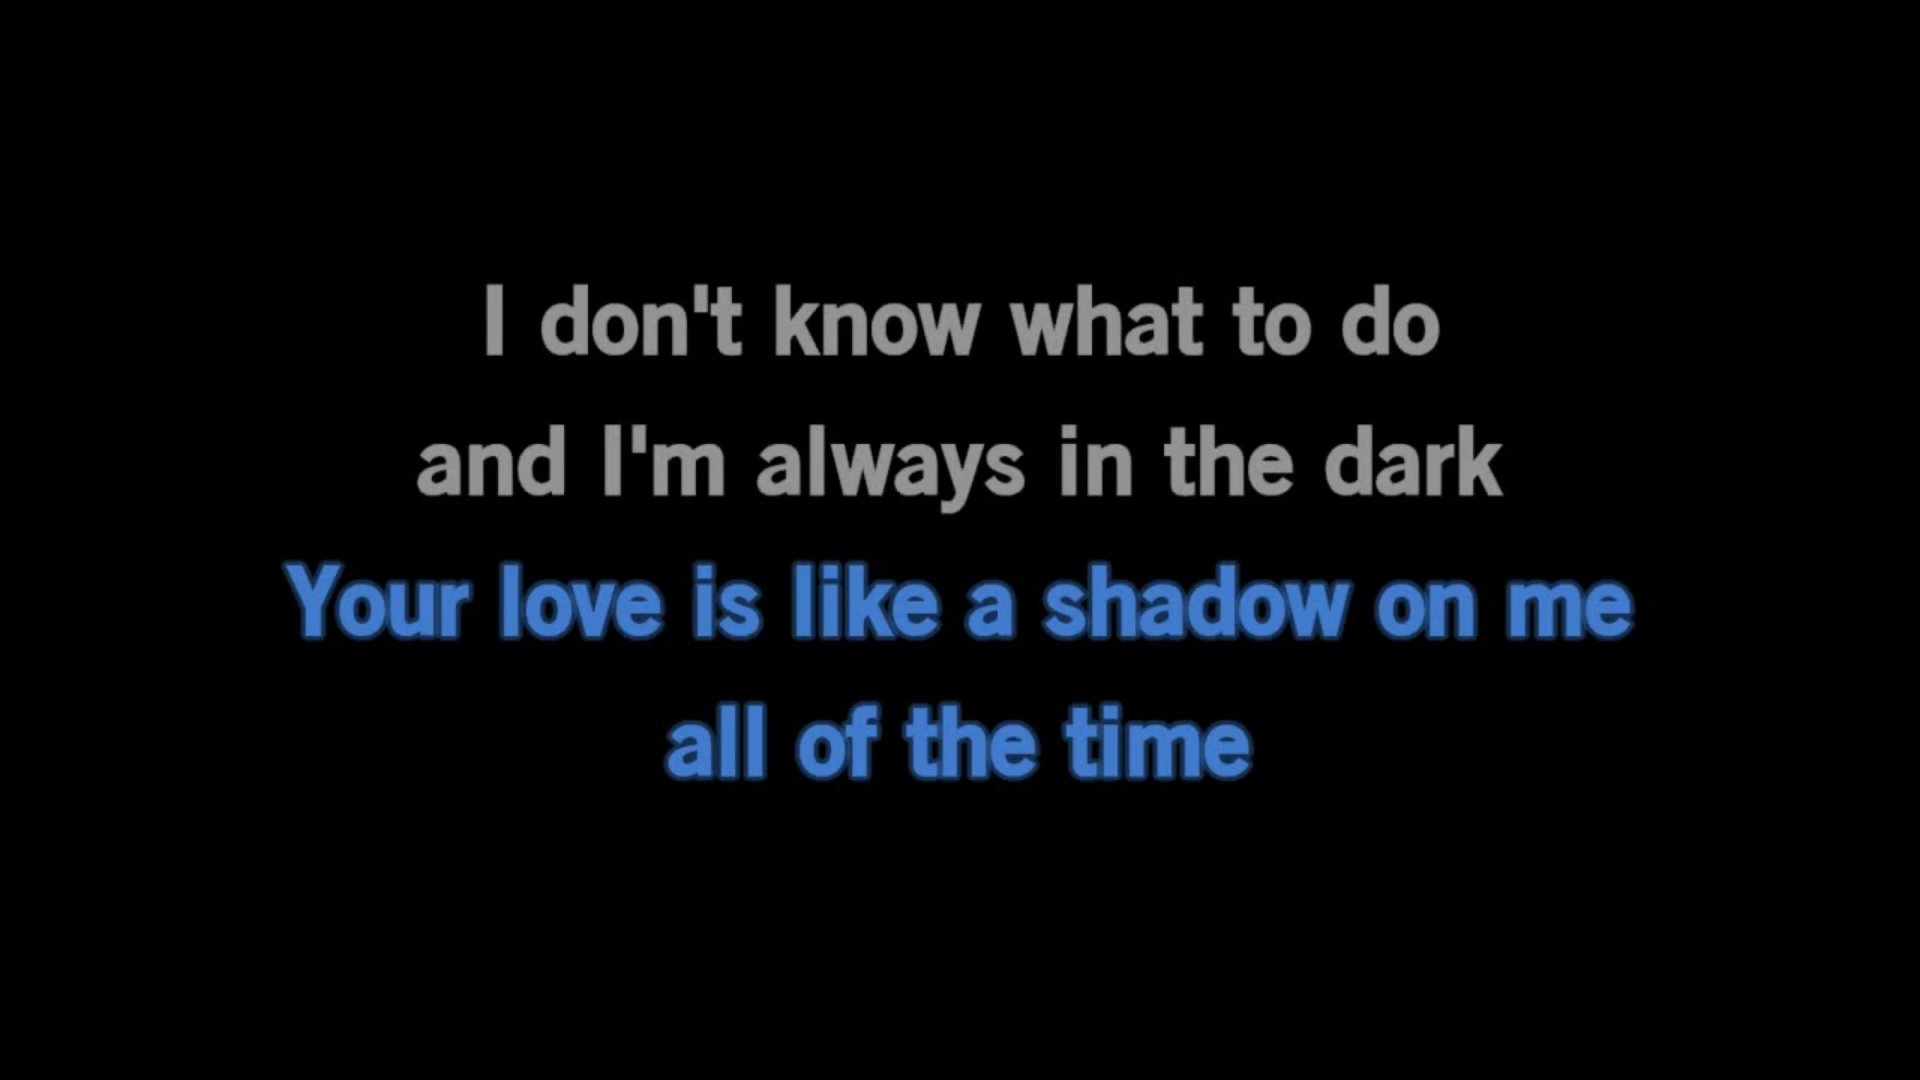 I don't know what to do
and I'm always in the dark
Your love is like a shadow on me
all of the time